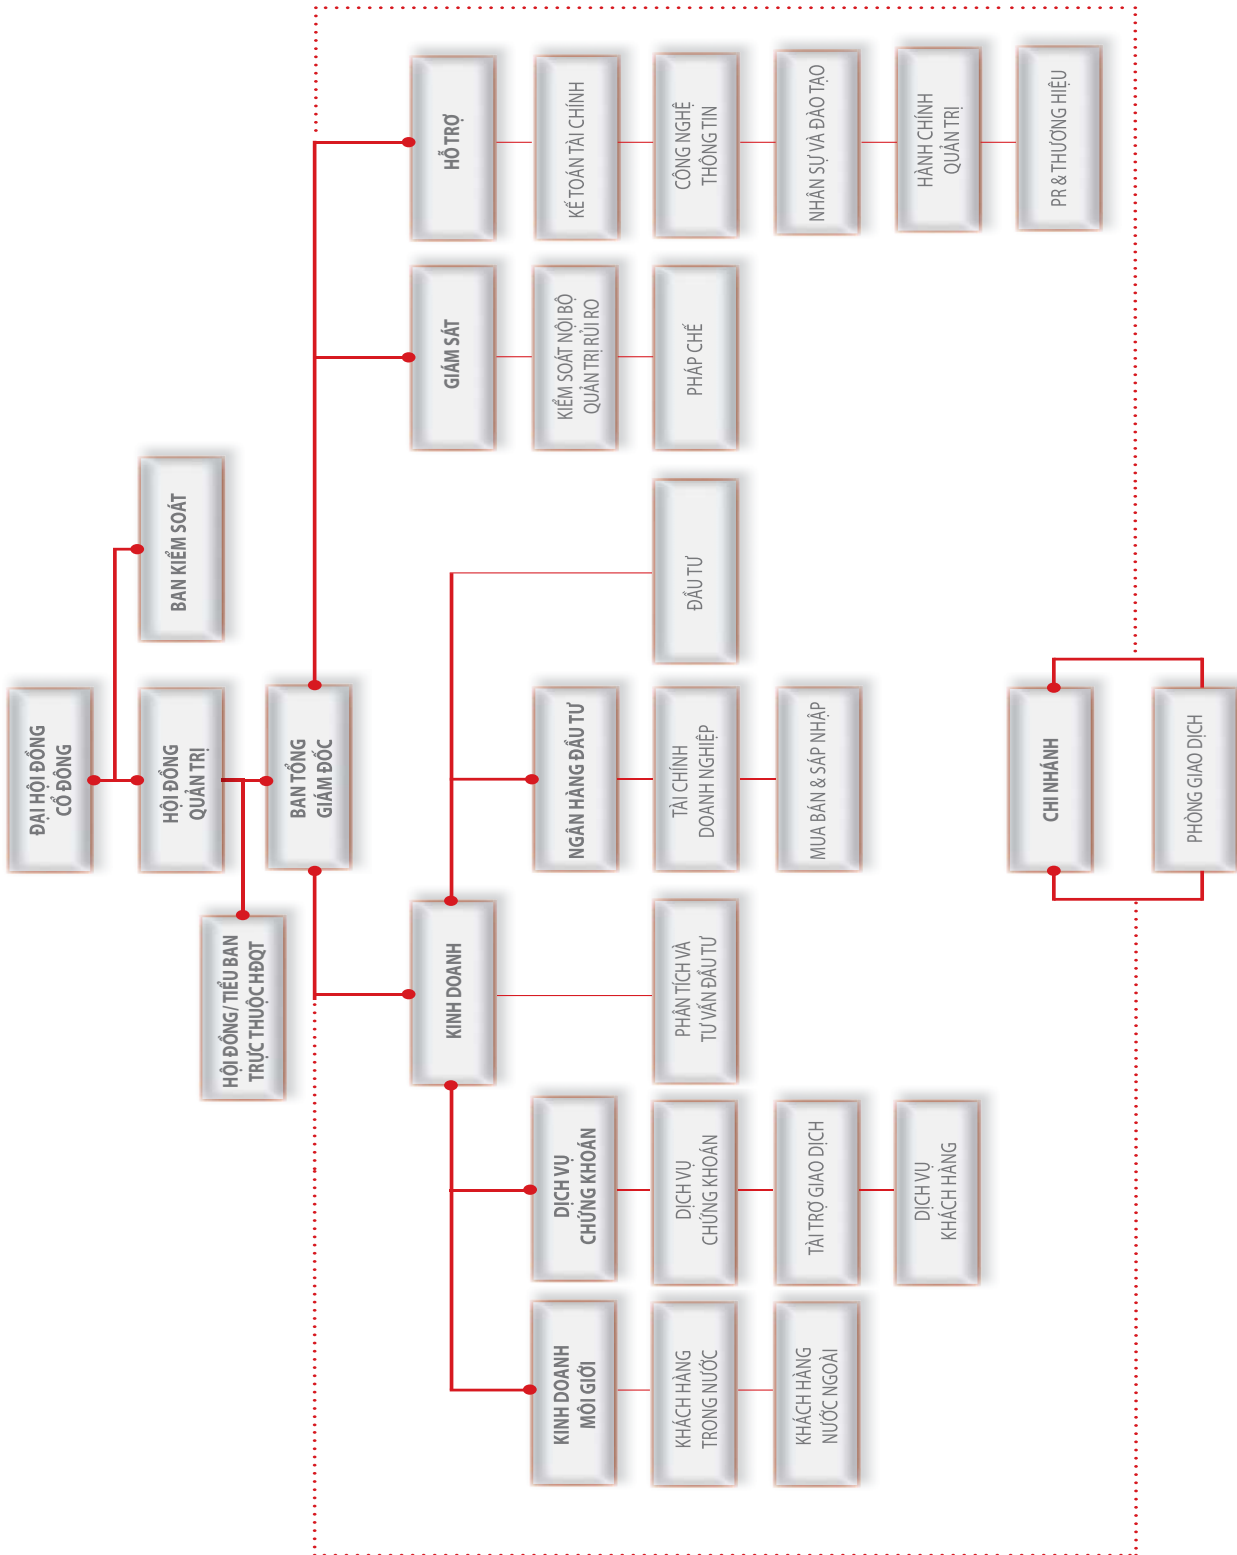 ĐẠI HỘI ĐỒNG
CỔ ĐÔNG
BAN KIỂM SOÁT
HỘI ĐỒNG
QUẢN TRỊ
HỘI ĐỒNG / TIỂU BAN
TRỰC THUỘC HĐQT
BAN TỔNG
GIÁM ĐỐC
KINH DOANH
GIÁM SÁT
HỖ TRỢ
KINH DOANH
MÔI GIỚI
KHÁCH HÀNG
TRONG NƯỚC
KHÁCH HÀNG
NƯỚC NGOÀI
DỊCH VỤ
CHỨNG KHOÁN
DỊCH VỤ
CHỨNG KHOÁN
TÀI TRỢ GIAO DỊCH
DỊCH VỤ
KHÁCH HÀNG
PHÂN TÍCH VÀ
TƯ VẤN ĐẦU TƯ
NGÂN HÀNG ĐẦU TƯ
TÀI CHÍNH
DOANH NGHIỆP
MUA BÁN & SÁP NHẬP
ĐẦU TƯ
KIỂM SOÁT NỘI BỘ
QUẢN TRỊ RỦI RO
PHÁP CHẾ
KẾ TOÁN TÀI CHÍNH
CÔNG NGHỆ
THÔNG TIN
NHÂN SỰ VÀ ĐÀO TẠO
HÀNH CHÍNH
QUẢN TRỊ
PR & THƯƠNG HIỆU
CHI NHÁNH
PHÒNG GIAO DỊCH